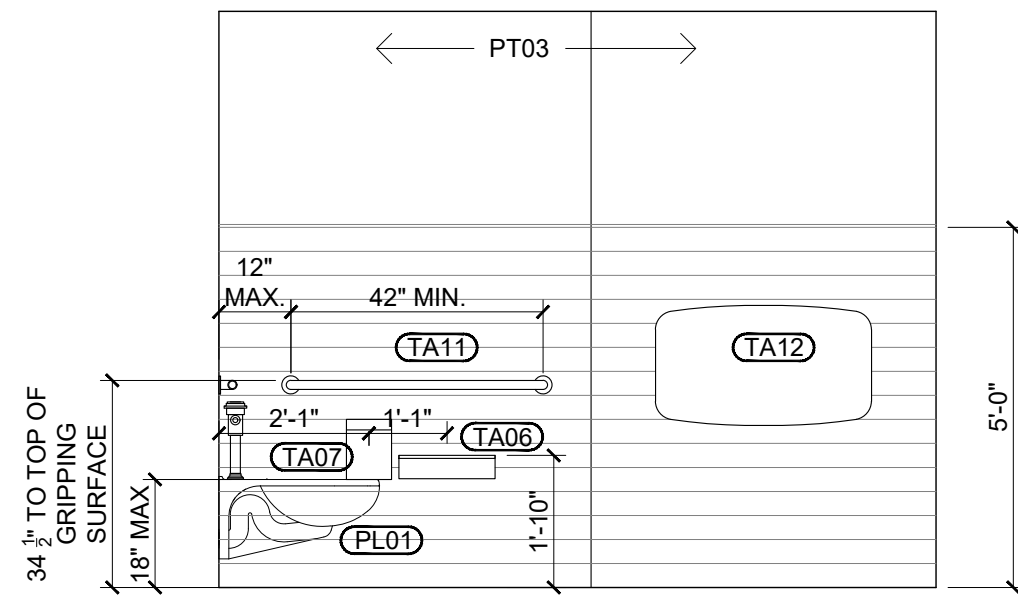 PT03
12"
MAX.
42" MIN.
TA11
TA12
2'-1"
1'-1"
TA06
TA07
PL01
34 1/2" TO TOP OF
GRIPPING
SURFACE
18" MAX
1'-10"
5'-0"